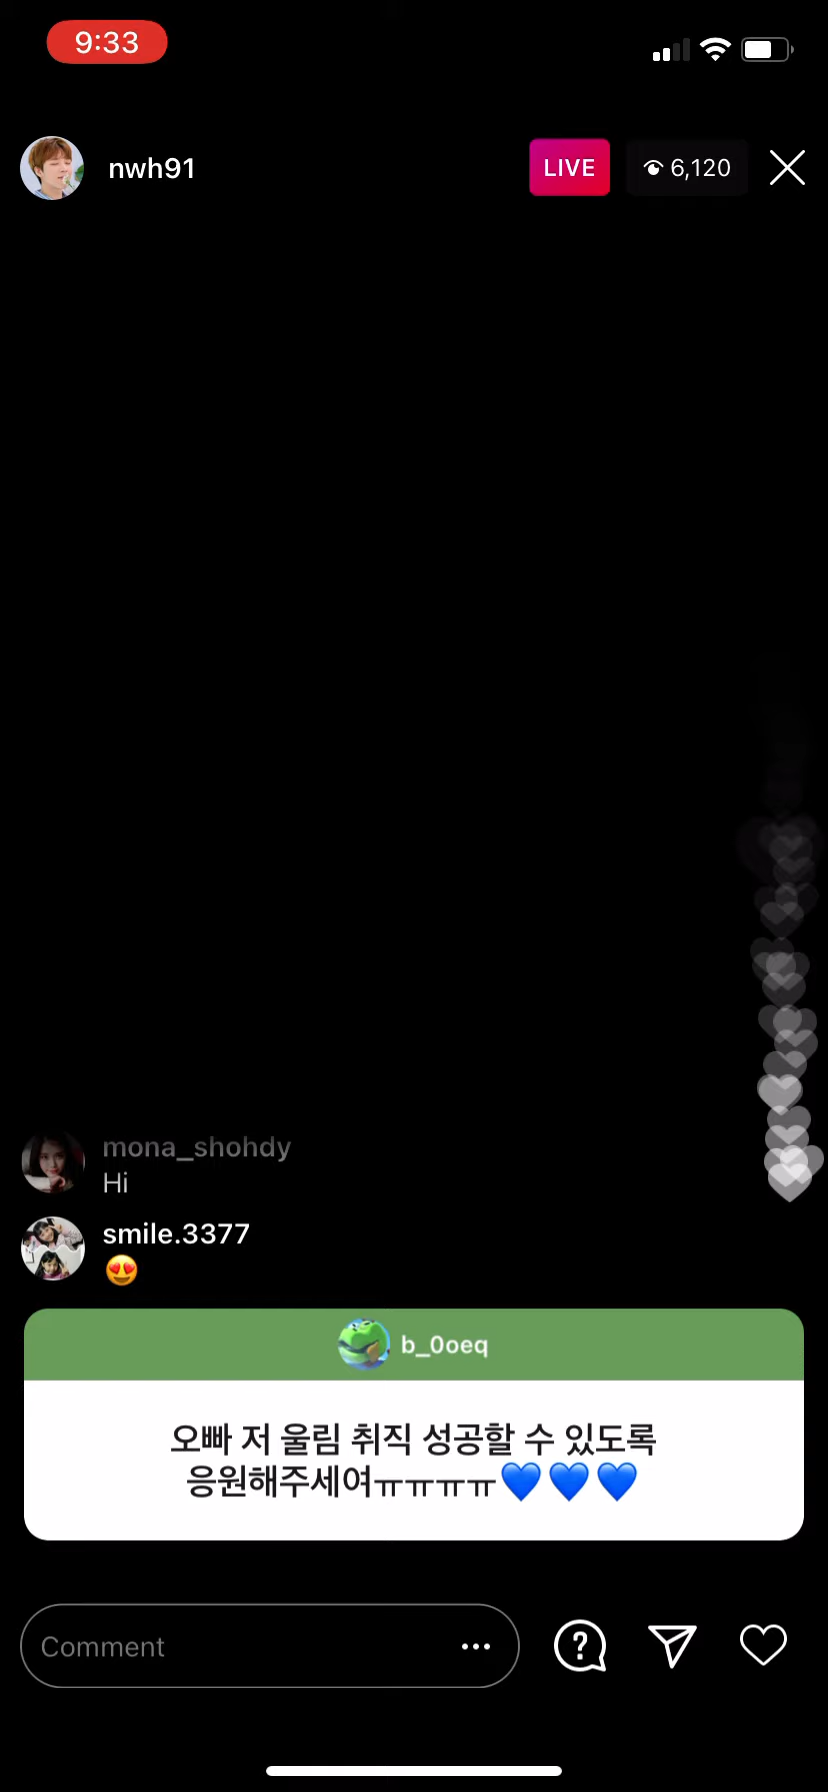 9:33
nwh91
LIVE
6,120
mona_shohdy
Hi
smile.3377
😍
b_0oeq
오빠 저 울림 취직 성공할 수 있도록
응원해주세여ㅠㅠㅠㅠ💙💙💙
Comment